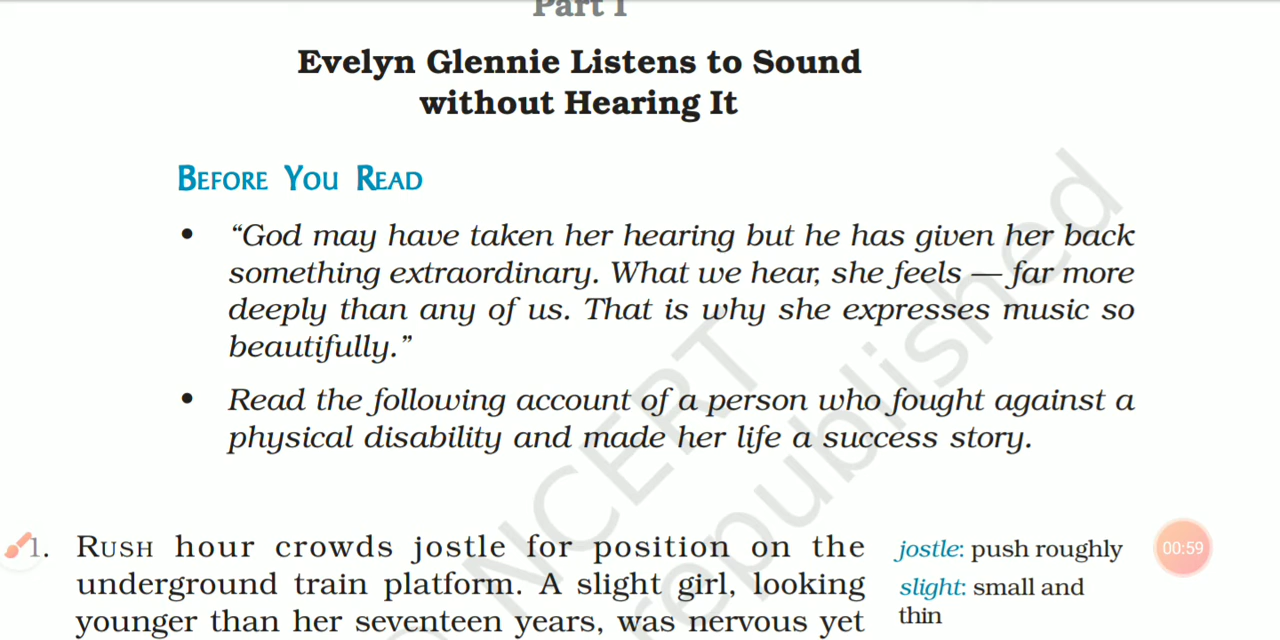 Part 1
Evelyn Glennie Listens to Sound
without Hearing It
BEFORE YOU READ
• “God may have taken her hearing but he has given her back
something extraordinary. What we hear, she feels — far more
deeply than any of us. That is why she expresses music so
beautifully.”
• Read the following account of a person who fought against a
physical disability and made her life a success story.
1. RUSH hour crowds jostle for position on the
underground train platform. A slight girl, looking
younger than her seventeen years, was nervous yet
jostle: push roughly
slight: small and
thin
00:59
NCERT
republished